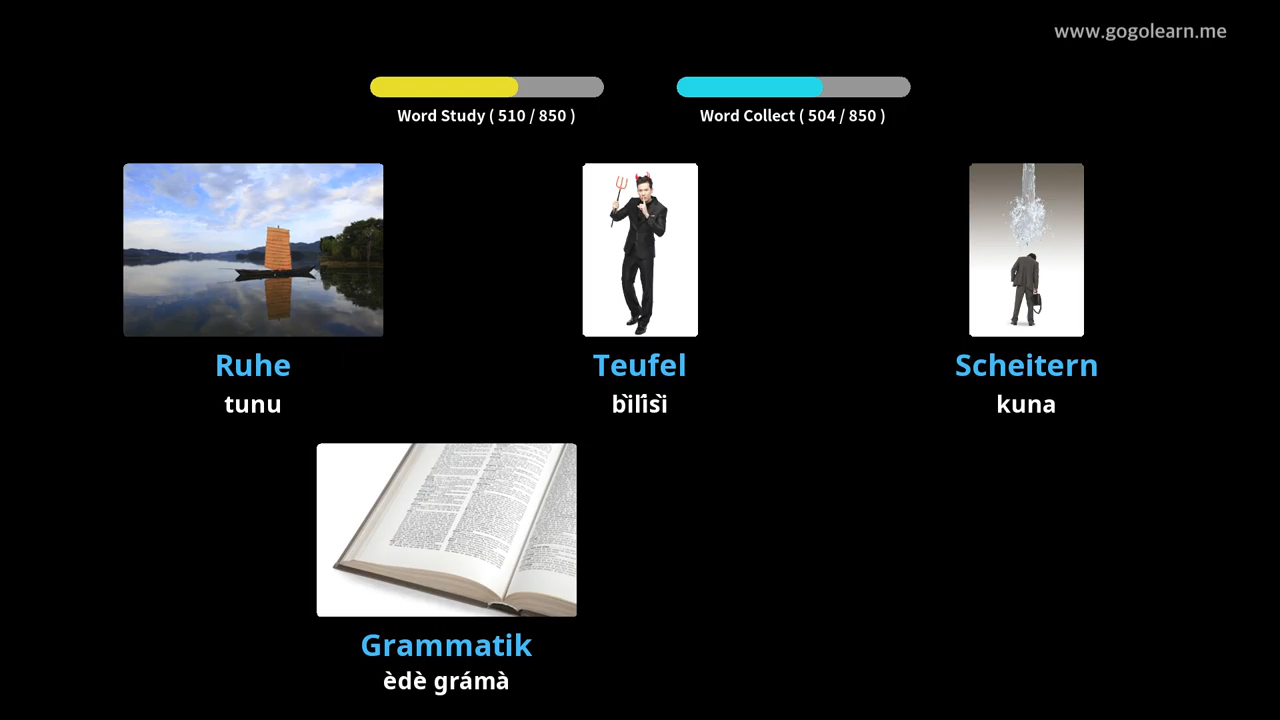 www.gogolearn.me
Word Study ( 510 / 850 )
Word Collect ( 504 / 850 )
Ruhe
tunu
Teufel
bìlísì
Scheitern
kuna
Grammatik
èdè grámà